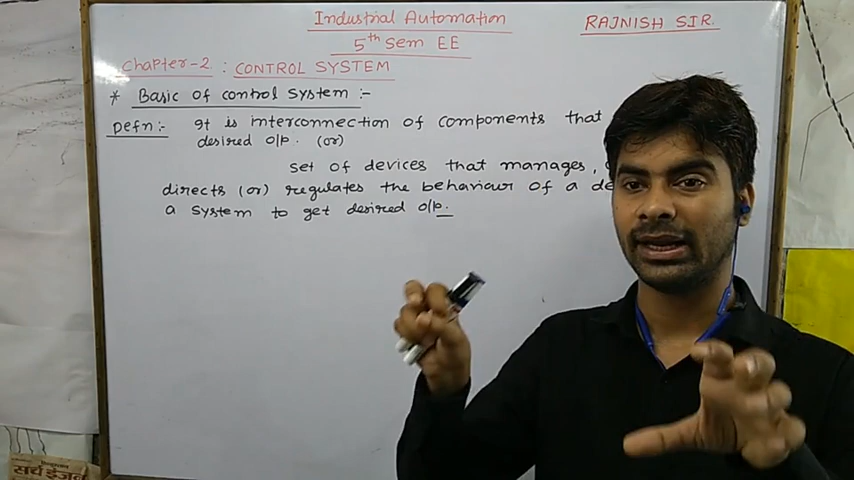 Industrial Automation
RAJNISH SIR.
5th Sem EE
Chapter-2 : CONTROL SYSTEM
* Basic of control system :-
Defn:- It is interconnection of components that
desired o/p. (or)
set of devices that manages,
directs (or) regulates the behaviour of a de
a system to get desired o/p.
सर्च इंजन